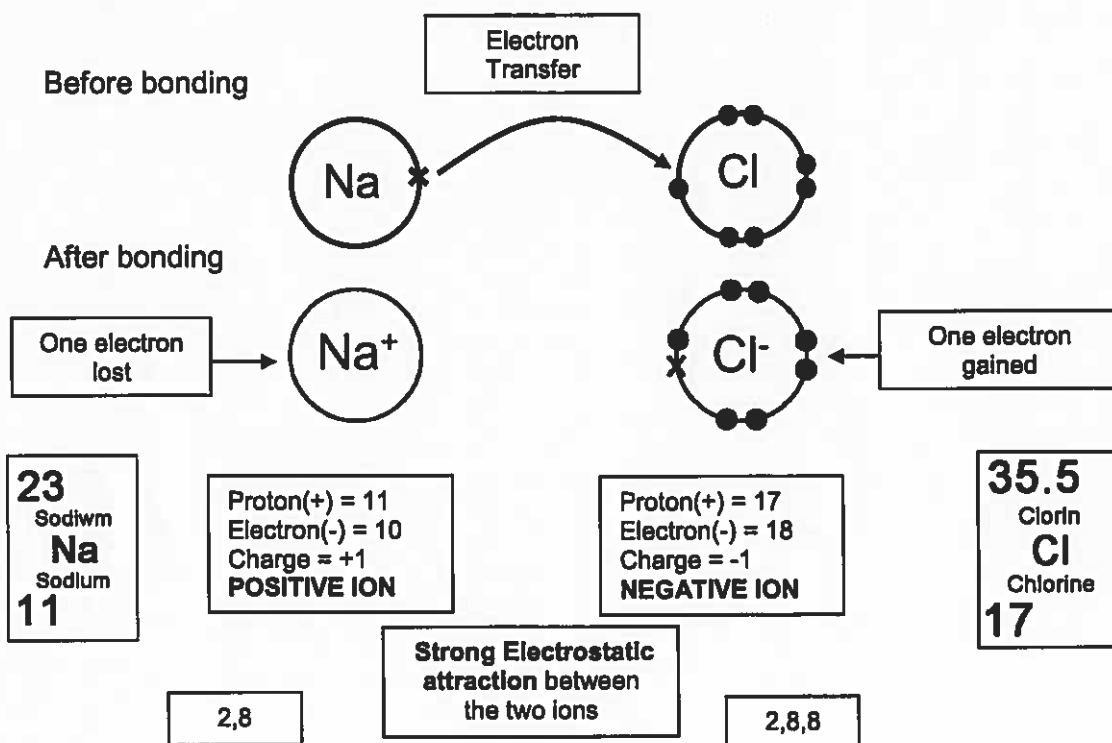 Electron
Transfer
Before bonding
Na
Cl
After bonding
One electron
lost
Na⁺
Cl⁻
One electron
gained
23
Sodiwm
Na
Sodium
11
Proton(+) = 11
Electron(-) = 10
Charge = +1
POSITIVE ION
Proton(+) = 17
Electron(-) = 18
Charge = -1
NEGATIVE ION
35.5
Clorin
Cl
Chlorine
17
Strong Electrostatic
attraction between
the two ions
2,8
2,8,8